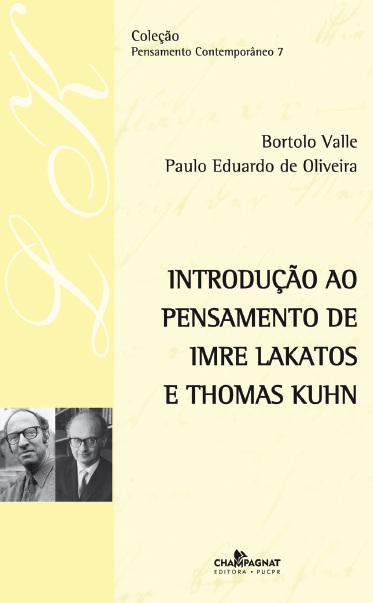 Coleção
Pensamento Contemporâneo 7
Bortolo Valle
Paulo Eduardo de Oliveira
INTRODUÇÃO AO
PENSAMENTO DE
IMRE LAKATOS
E THOMAS KUHN
L K
CHAMPAGNAT
EDITORA • PUCPR